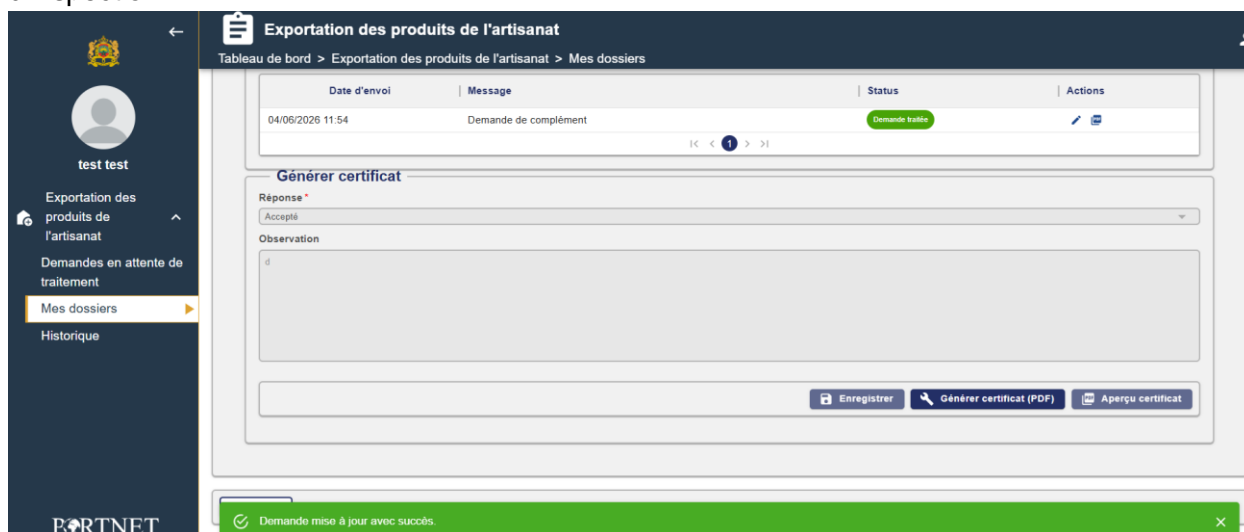 Exportation des produits de l'artisanat
Tableau de bord > Exportation des produits de l'artisanat > Mes dossiers
test test
Exportation des
produits de
l'artisanat
Demandes en attente de
traitement
Mes dossiers
Historique
PORTNET
Date d'envoi Message Status Actions
04/06/2026 11:54 Demande de complément Demande traitée
1
Générer certificat
Réponse *
Accepté
Observation
d
Enregistrer Générer certificat (PDF) Aperçu certificat
Demande mise à jour avec succès.